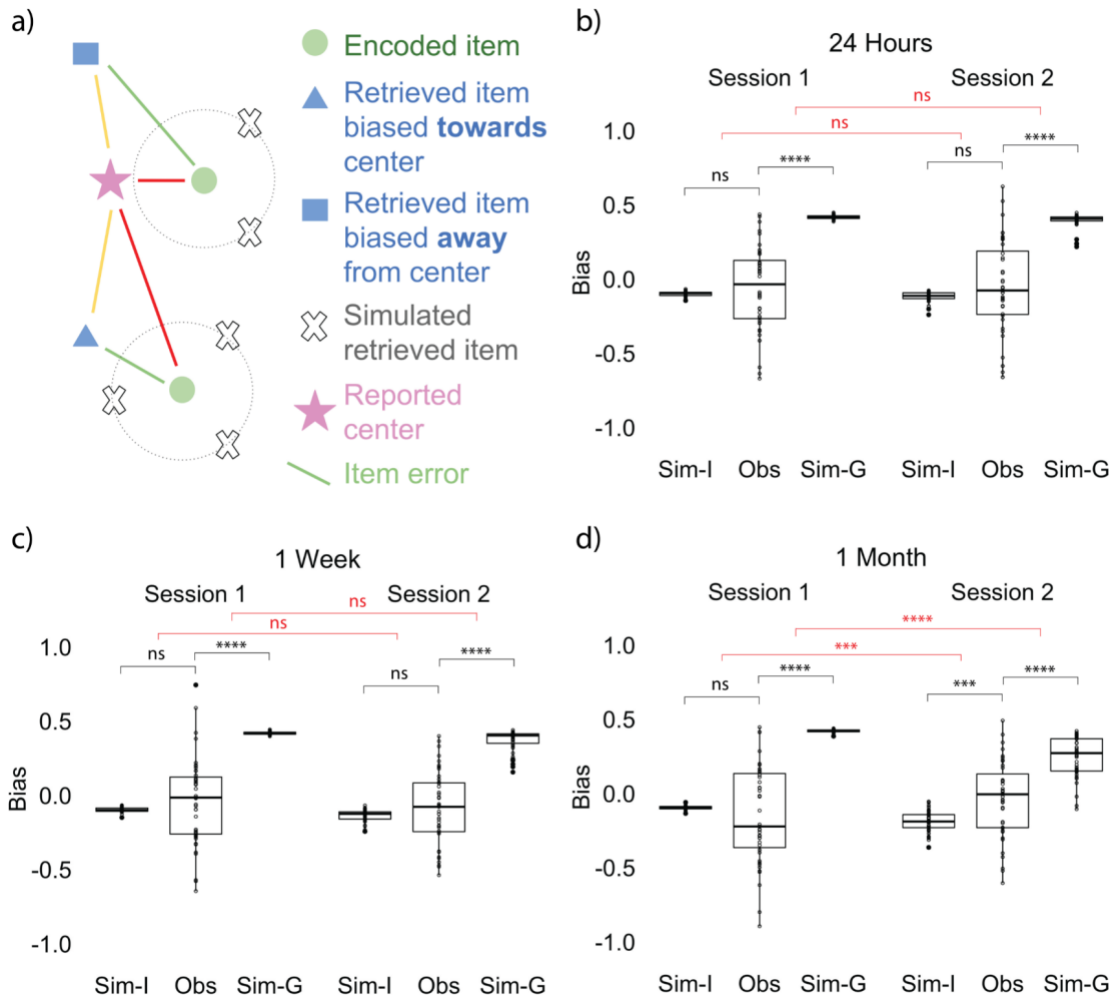 a)
Encoded item
Retrieved item
biased towards
center
Retrieved item
biased away
from center
Simulated
retrieved item
Reported
center
Item error
b)
24 Hours
Session 1
Session 2
ns
ns
ns
****
ns
****
1.0
0.5
0.0
-0.5
-1.0
Bias
Sim-I
Obs
Sim-G
Sim-I
Obs
Sim-G
c)
1 Week
Session 1
Session 2
ns
ns
ns
****
ns
****
1.0
0.5
0.0
-0.5
-1.0
Bias
Sim-I
Obs
Sim-G
Sim-I
Obs
Sim-G
d)
1 Month
Session 1
Session 2
****
***
ns
****
***
****
1.0
0.5
0.0
-0.5
-1.0
Bias
Sim-I
Obs
Sim-G
Sim-I
Obs
Sim-G